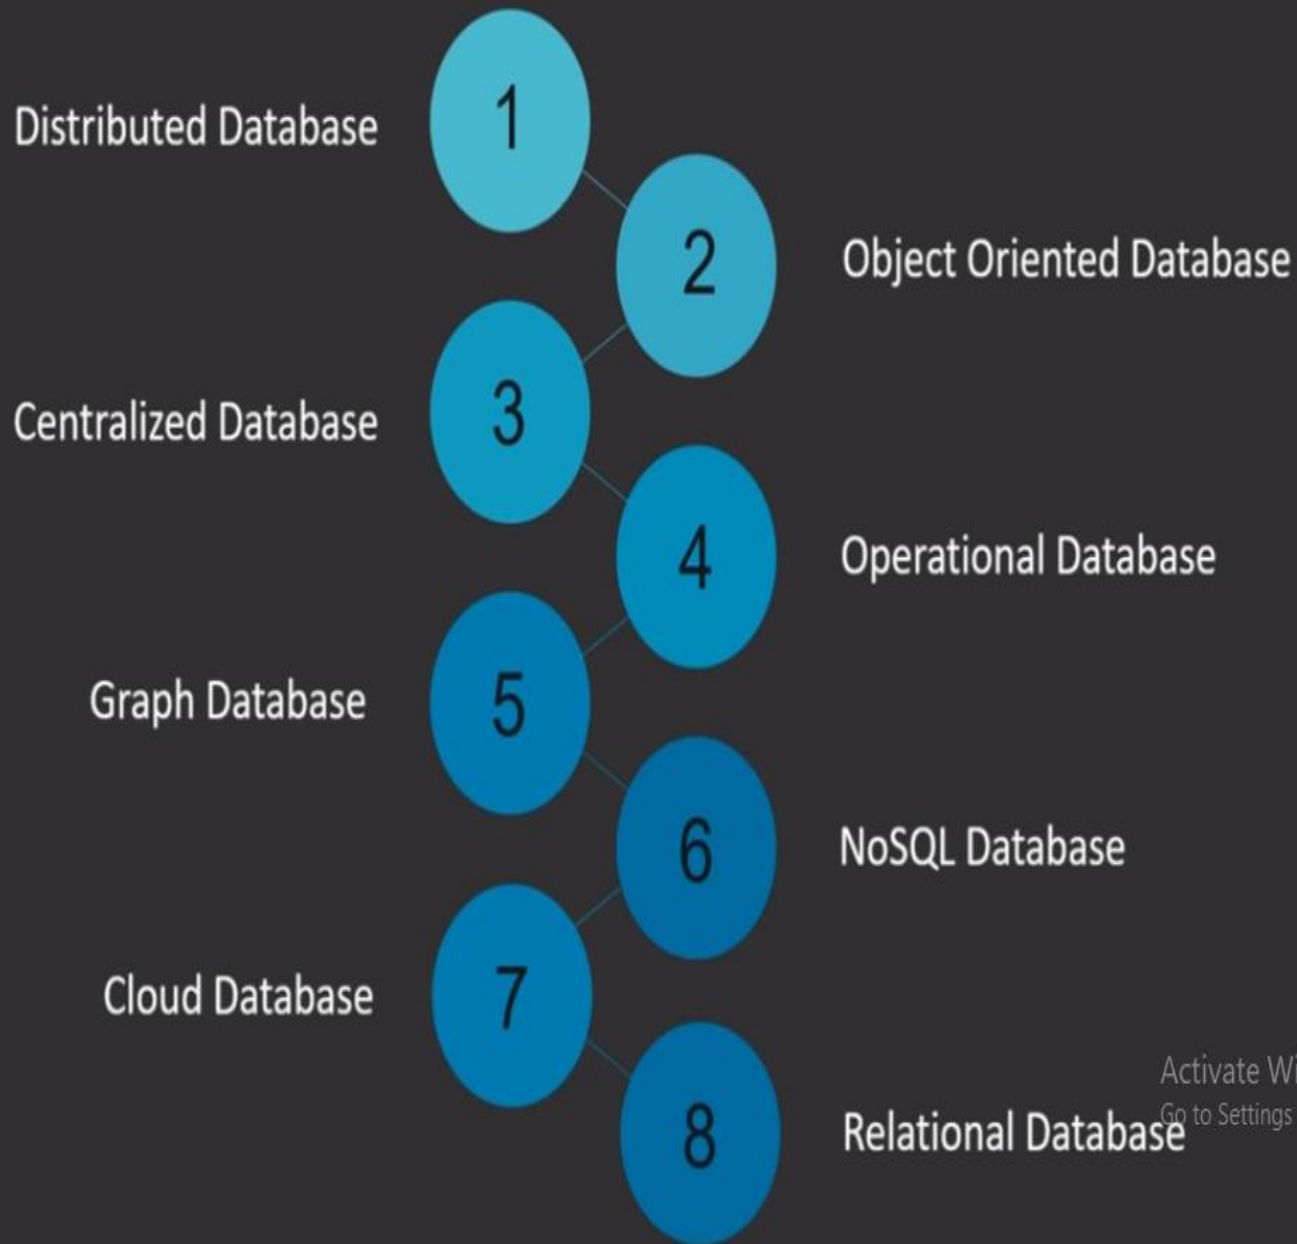 1
Distributed Database
2
Object Oriented Database
3
Centralized Database
4
Operational Database
5
Graph Database
6
NoSQL Database
7
Cloud Database
8
Relational Database
Activate
Go to Settings